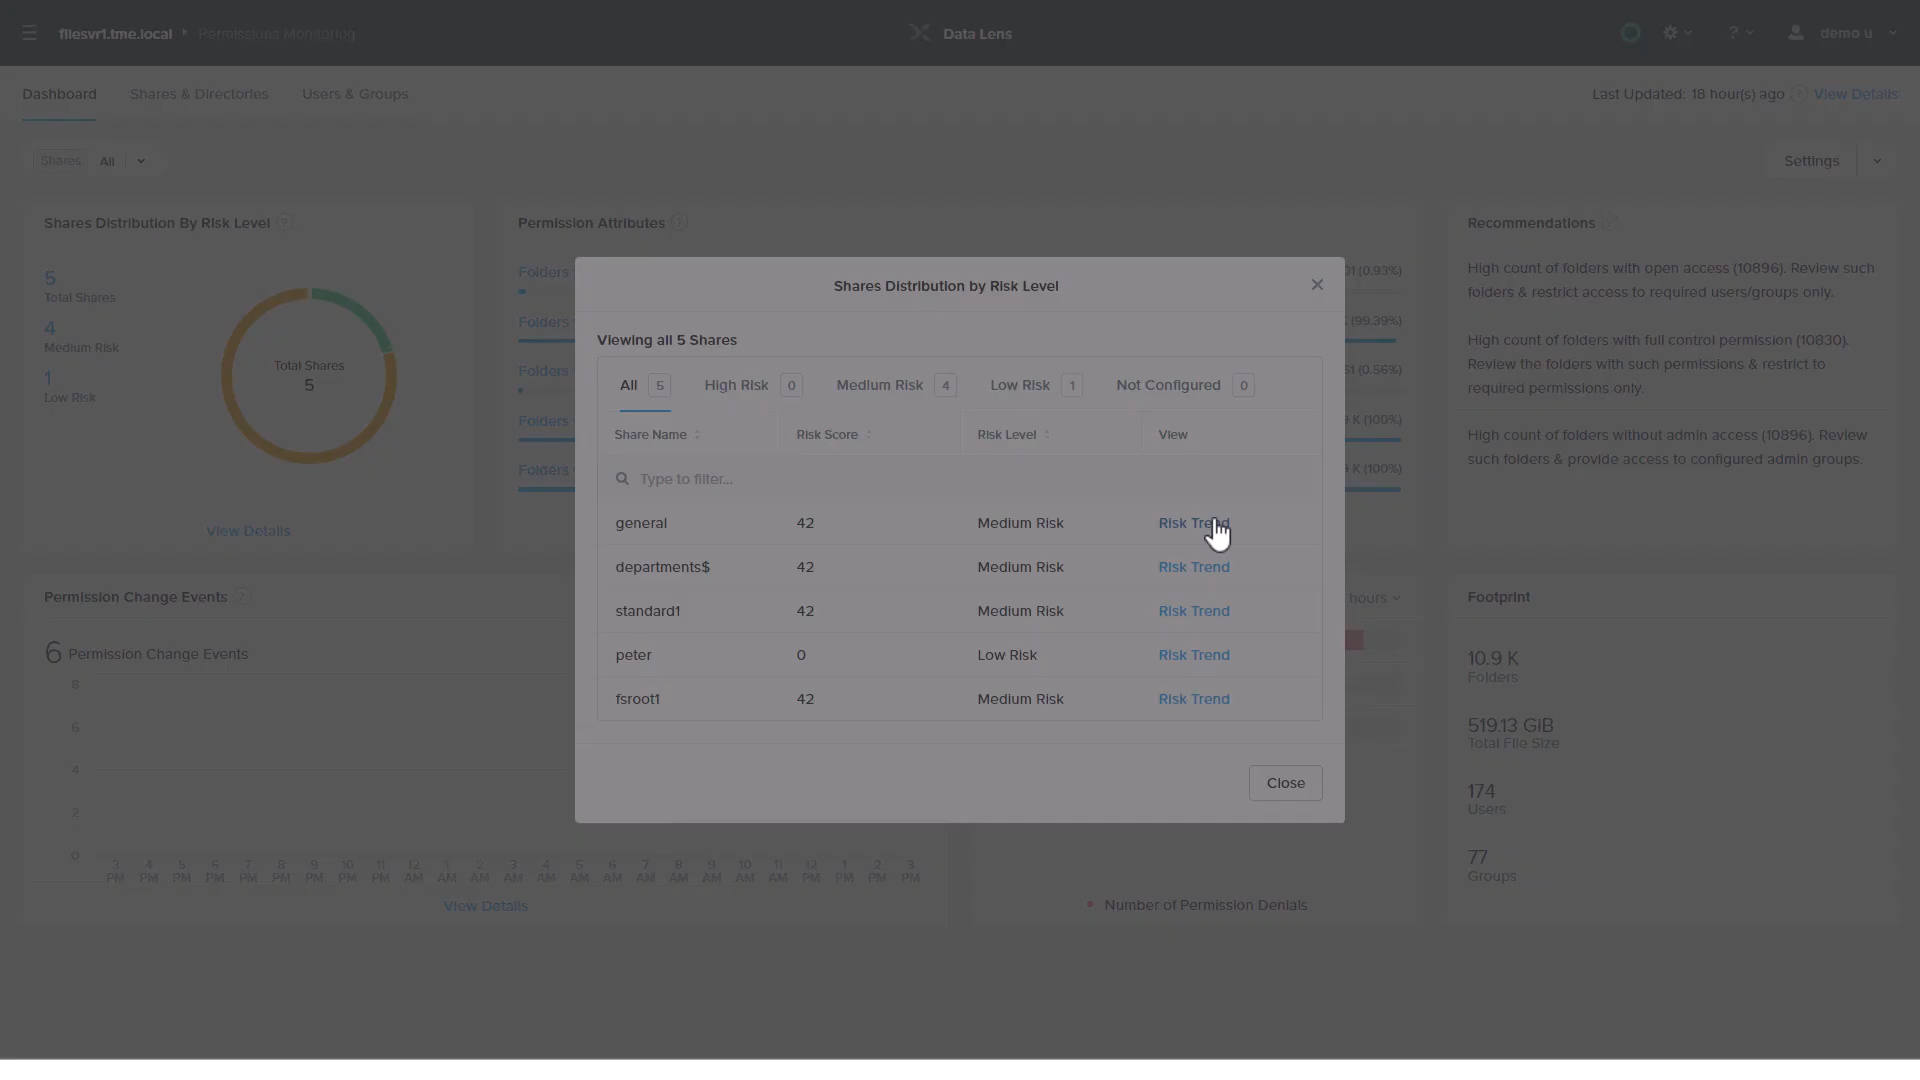 filesvr1.tme.local
Permissions Monitoring
Data Lens
?
demo u
Dashboard
Shares & Directories
Users & Groups
Last Updated: 18 hour(s) ago
View Details
Shares
All
Settings
Shares Distribution By Risk Level
5
Total Shares
4
Medium Risk
1
Low Risk
Total Shares
5
View Details
Permission Attributes
Folders
(0.93%)
Folders
(99.39%)
Folders
(0.56%)
Folders
K (100%)
Folders
K (100%)
Recommendations
High count of folders with open access (10896). Review such
folders & restrict access to required users/groups only.
High count of folders with full control permission (10830).
Review the folders with such permissions & restrict to
required permissions only.
High count of folders without admin access (10896). Review
such folders & provide access to configured admin groups.
Shares Distribution by Risk Level
Viewing all 5 Shares
All 5
High Risk 0
Medium Risk 4
Low Risk 1
Not Configured 0
Share Name
Risk Score
Risk Level
View
Type to filter...
general 42 Medium Risk Risk Trend
departments$ 42 Medium Risk Risk Trend
standard1 42 Medium Risk Risk Trend
peter 0 Low Risk Risk Trend
fsroot1 42 Medium Risk Risk Trend
Close
Permission Change Events
6 Permission Change Events
8
6
4
2
0
3 4 5 6 7 8 9 10 11 12 1 2 3 4 5 6 7 8 9 10 11 12 1 2 3
PM PM PM PM PM PM PM PM PM AM AM AM AM AM AM AM AM AM AM AM AM PM PM PM PM
View Details
hours
Number of Permission Denials
Footprint
10.9 K
Folders
519.13 GiB
Total File Size
174
Users
77
Groups